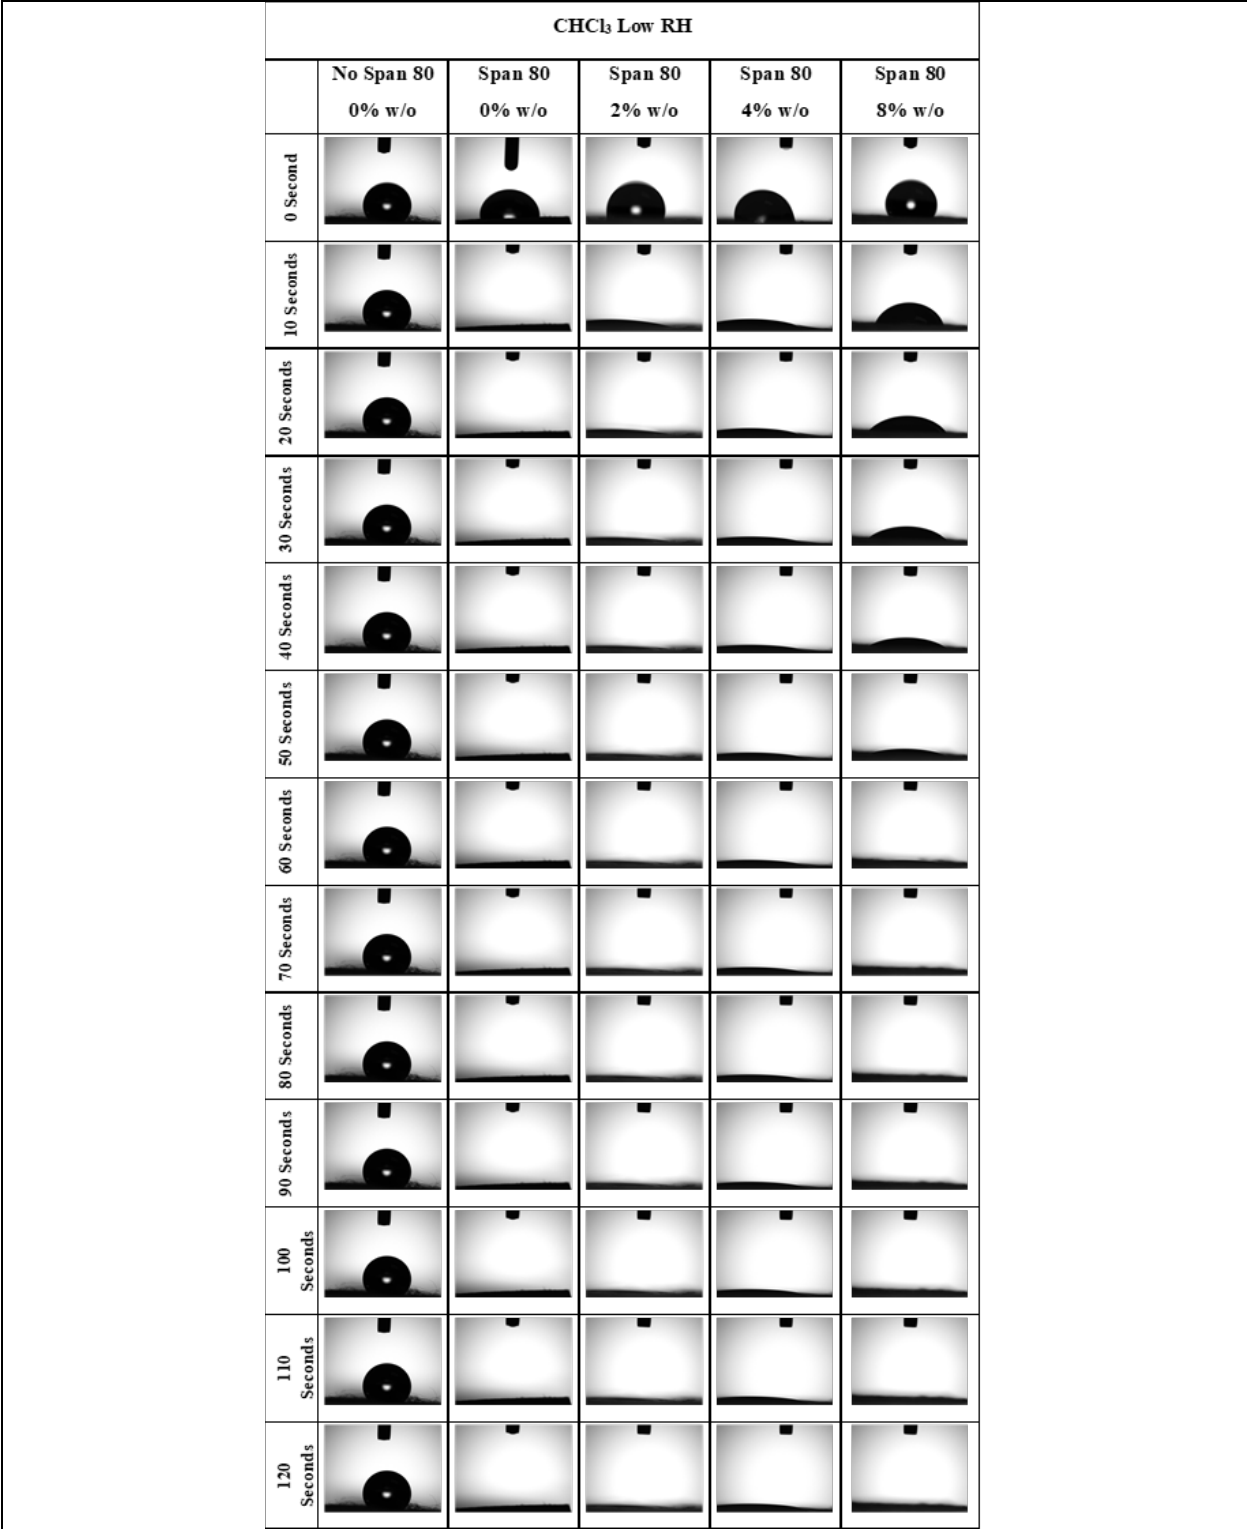 CHCl₃ Low RH
No Span 80
0% w/o
Span 80
0% w/o
Span 80
2% w/o
Span 80
4% w/o
Span 80
8% w/o
0 Second
10 Seconds
20 Seconds
30 Seconds
40 Seconds
50 Seconds
60 Seconds
70 Seconds
80 Seconds
90 Seconds
100
Seconds
110
Seconds
120
Seconds